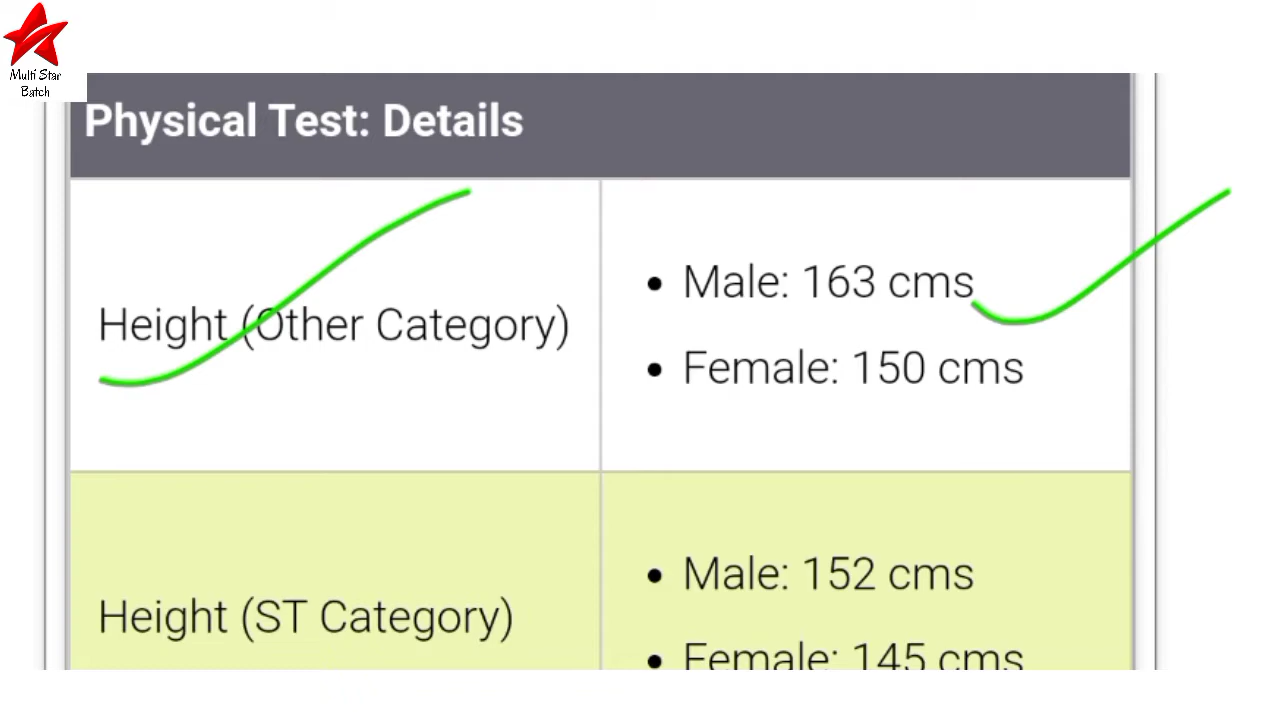 Multi Star
Batch
Physical Test: Details
Height (Other Category)
• Male: 163 cms
• Female: 150 cms
Height (ST Category)
• Male: 152 cms
• Female: 145 cms